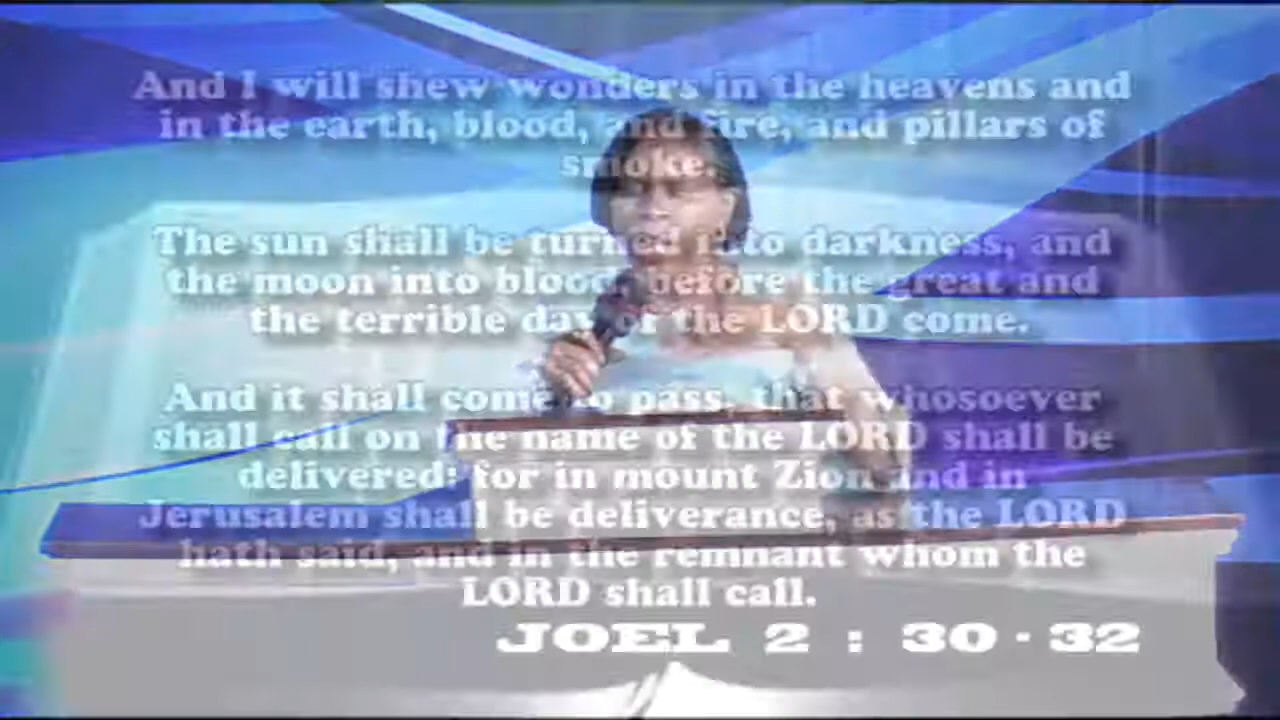 And I will shew wonders in the heavens and
in the earth, blood, and fire, and pillars of
smoke.
The sun shall be turned into darkness, and
the moon into blood, before the great and
the terrible day of the LORD come.
And it shall come to pass, that whosoever
shall call on the name of the LORD shall be
delivered: for in mount Zion and in
Jerusalem shall be deliverance, as the LORD
hath said, and in the remnant whom the
LORD shall call.
JOEL 2 : 30 - 32